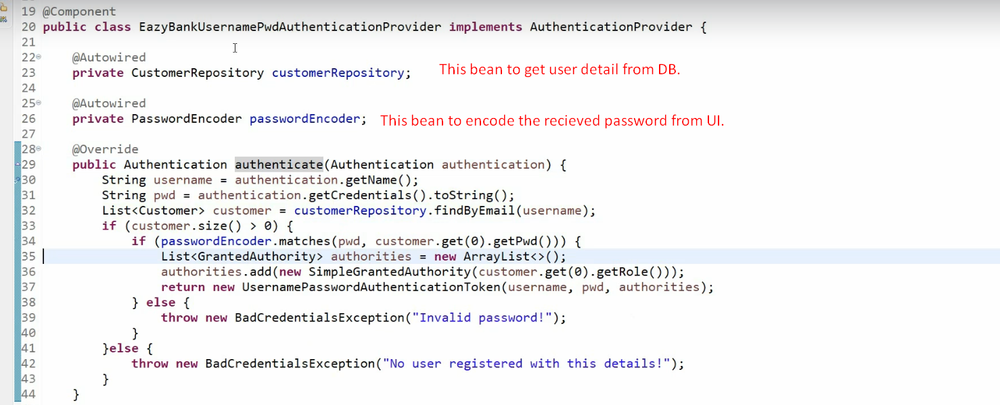 19 @Component
20 public class EazyBankUsernamePwdAuthenticationProvider implements AuthenticationProvider {
21
22 @Autowired
23 private CustomerRepository customerRepository; This bean to get user detail from DB.
24
25 @Autowired
26 private PasswordEncoder passwordEncoder; This bean to encode the recieved password from UI.
27
28 @Override
29 public Authentication authenticate(Authentication authentication) {
30 String username = authentication.getName();
31 String pwd = authentication.getCredentials().toString();
32 List<Customer> customer = customerRepository.findByEmail(username);
33 if (customer.size() > 0) {
34 if (passwordEncoder.matches(pwd, customer.get(0).getPwd())) {
35 List<GrantedAuthority> authorities = new ArrayList<>();
36 authorities.add(new SimpleGrantedAuthority(customer.get(0).getRole()));
37 return new UsernamePasswordAuthenticationToken(username, pwd, authorities);
38 } else {
39 throw new BadCredentialsException("Invalid password!");
40 }
41 }else {
42 throw new BadCredentialsException("No user registered with this details!");
43 }
44 }